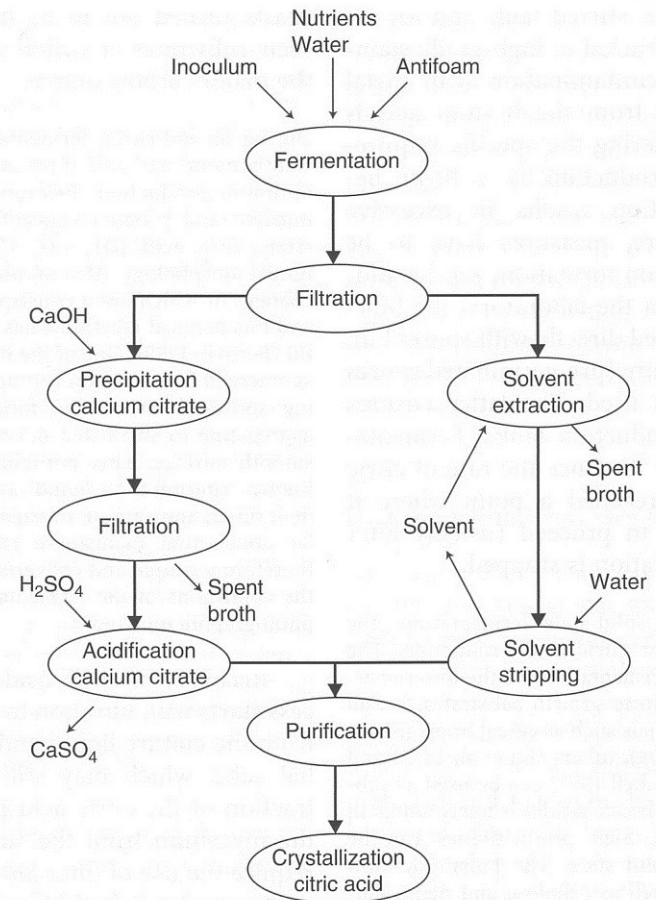 Nutrients
Water
Inoculum
Antifoam
Fermentation
Filtration
CaOH
Precipitation
calcium citrate
Solvent
extraction
Spent
broth
Filtration
Solvent
H₂SO₄
Spent
broth
Water
Acidification
calcium citrate
Solvent
stripping
CaSO₄
Purification
Crystallization
citric acid